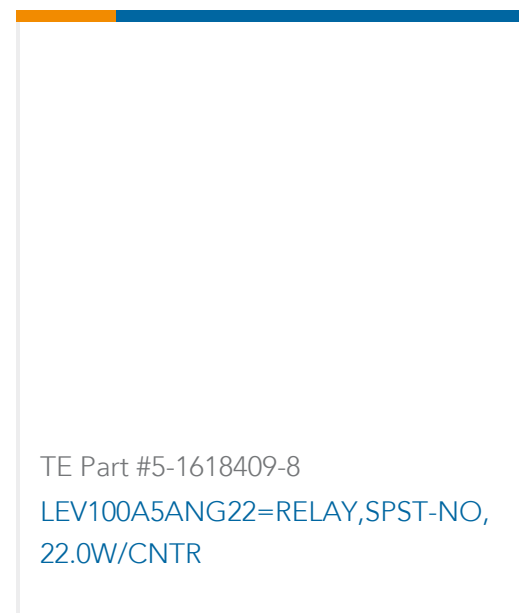 TE Part #5-1618409-8
LEV100A5ANG22=RELAY,SPST-NO,
22.0W/CNTR